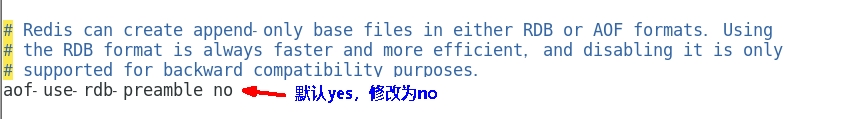 # Redis can create append-only base files in either RDB or AOF formats. Using
# the RDB format is always faster and more efficient, and disabling it is only
# supported for backward compatibility purposes.
aof-use-rdb-preamble no 默认yes，修改为no